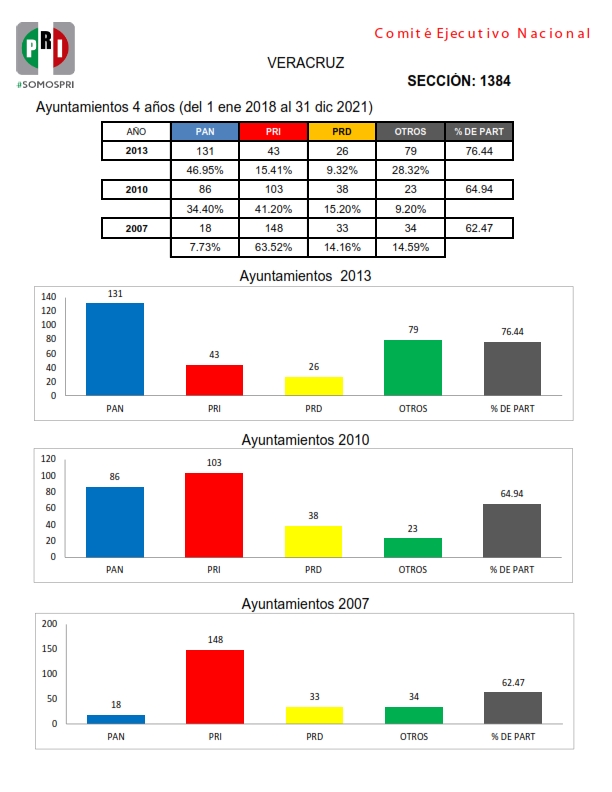 Comité Ejecutivo Nacional
PRI
#SOMOSPRI
VERACRUZ
SECCIÓN: 1384
Ayuntamientos 4 años (del 1 ene 2018 al 31 dic 2021)
AÑO PAN PRI PRD OTROS % DE PART
2013 131 43 26 79 76.44
46.95% 15.41% 9.32% 28.32%
2010 86 103 38 23 64.94
34.40% 41.20% 15.20% 9.20%
2007 18 148 33 34 62.47
7.73% 63.52% 14.16% 14.59%
Ayuntamientos 2013
140
120
100
80
60
40
20
0
131
43
26
79
76.44
PAN PRI PRD OTROS % DE PART
Ayuntamientos 2010
120
100
80
60
40
20
0
86
103
38
23
64.94
PAN PRI PRD OTROS % DE PART
Ayuntamientos 2007
200
150
100
50
0
18
148
33
34
62.47
PAN PRI PRD OTROS % DE PART